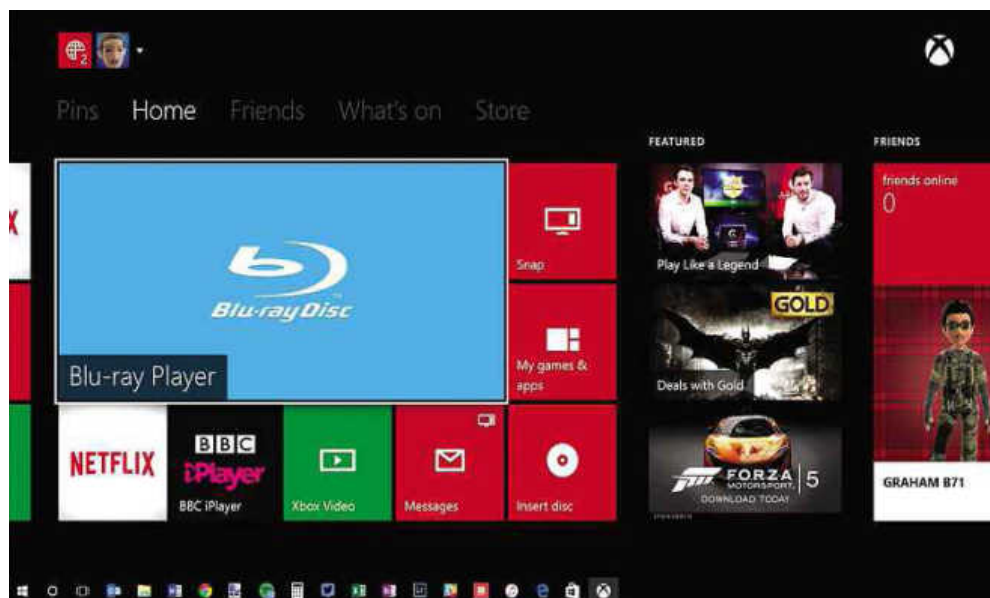 2
Pins Home Friends What's on Store
FEATURED
FRIENDS
Blu-ray Disc
Blu-ray Player
Snap
My games &
apps
NETFLIX
BBC
iPlayer
BBC iPlayer
Xbox Video
Messages
Insert disc
Play Like a Legend
GOLD
Deals with Gold
FORZA
MOTORSPORT. 5
DOWNLOAD TODAY
friends online
0
GRAHAM B71